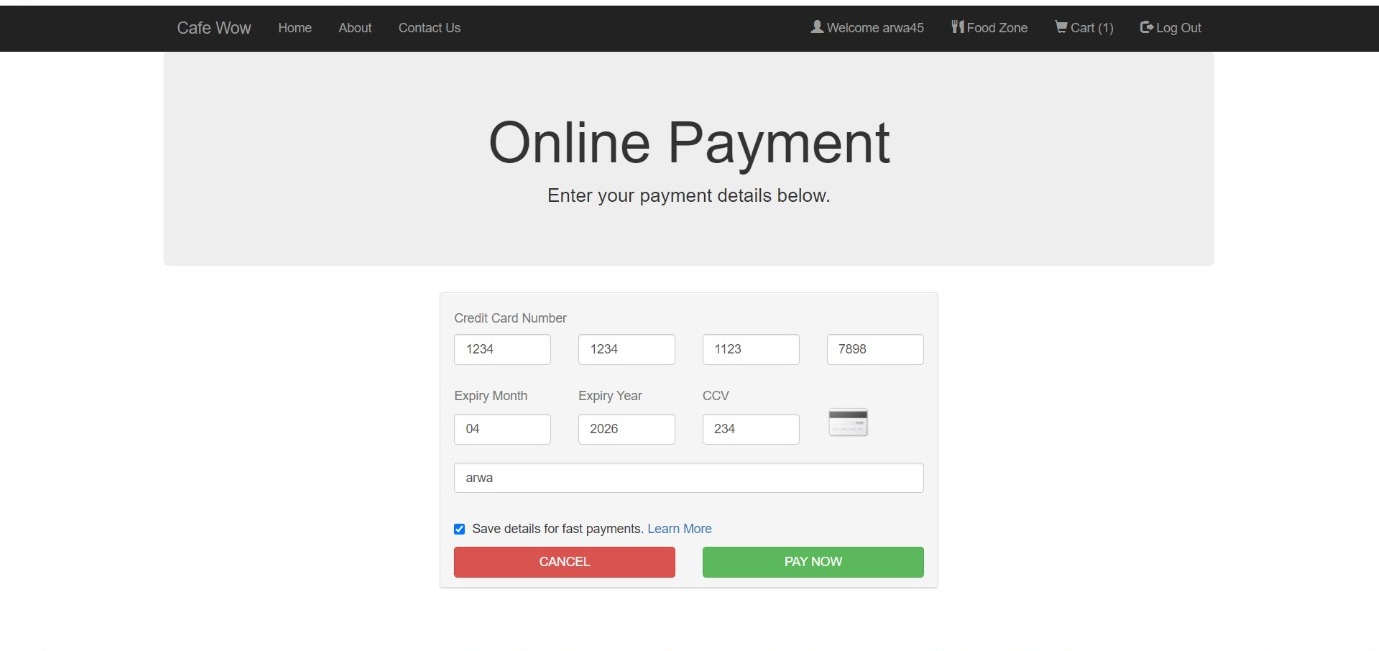 Cafe Wow Home About Contact Us Welcome arwa45 Food Zone Cart (1) Log Out
Online Payment
Enter your payment details below.
Credit Card Number
1234 1234 1123 7898
Expiry Month Expiry Year CCV
04 2026 234
arwa
Save details for fast payments. Learn More
CANCEL PAY NOW